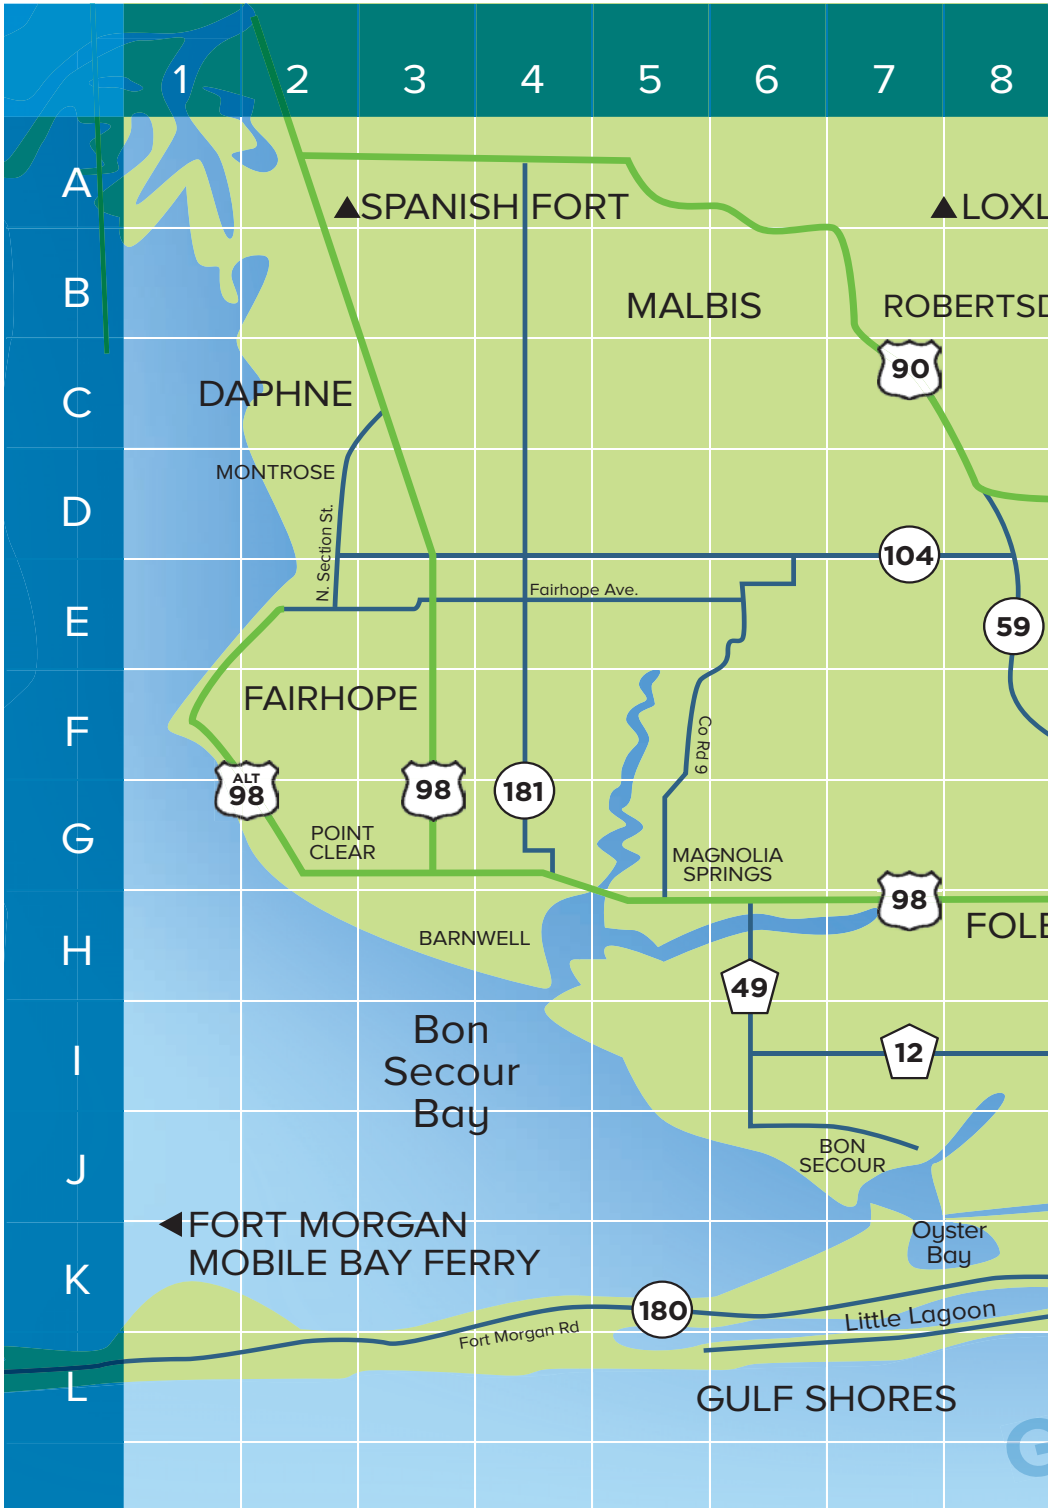 1 2 3 4 5 6 7 8
A
SPANISH FORT
LOXL
B
MALBIS
ROBERTSD
90
C
DAPHNE
MONTROSE
D
N. Section St.
104
Fairhope Ave.
E
59
FAIRHOPE
F
Co Rd 9
ALT
98
98
181
G
POINT
CLEAR
MAGNOLIA
SPRINGS
98
FOLE
BARNWELL
H
49
Bon
Secour
Bay
I
12
BON
SECOUR
J
FORT MORGAN
MOBILE BAY FERRY
Oyster
Bay
K
180
Little Lagoon
Fort Morgan Rd
L
GULF SHORES
G